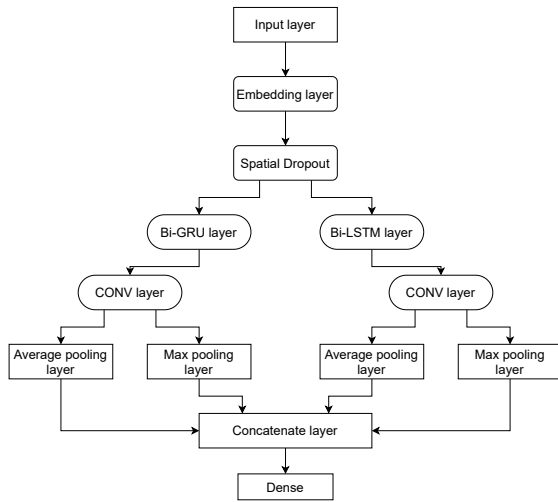 Input layer
Embedding layer
Spatial Dropout
Bi-GRU layer
Bi-LSTM layer
CONV layer
CONV layer
Average pooling
layer
Max pooling
layer
Average pooling
layer
Max pooling
layer
Concatenate layer
Dense